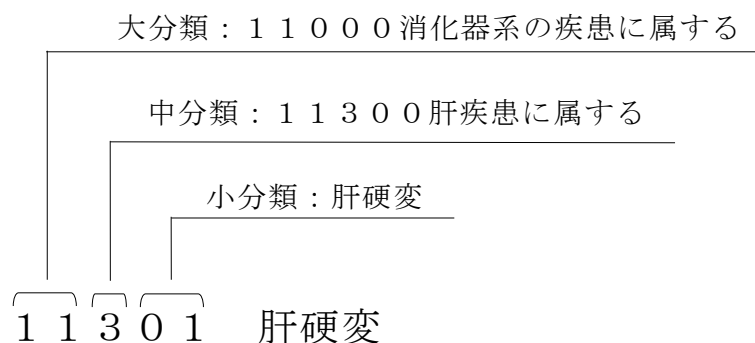 大分類：１１０００消化器系の疾患に属する
中分類：１１３００肝疾患に属する
小分類：肝硬変
１１３０１　肝硬変